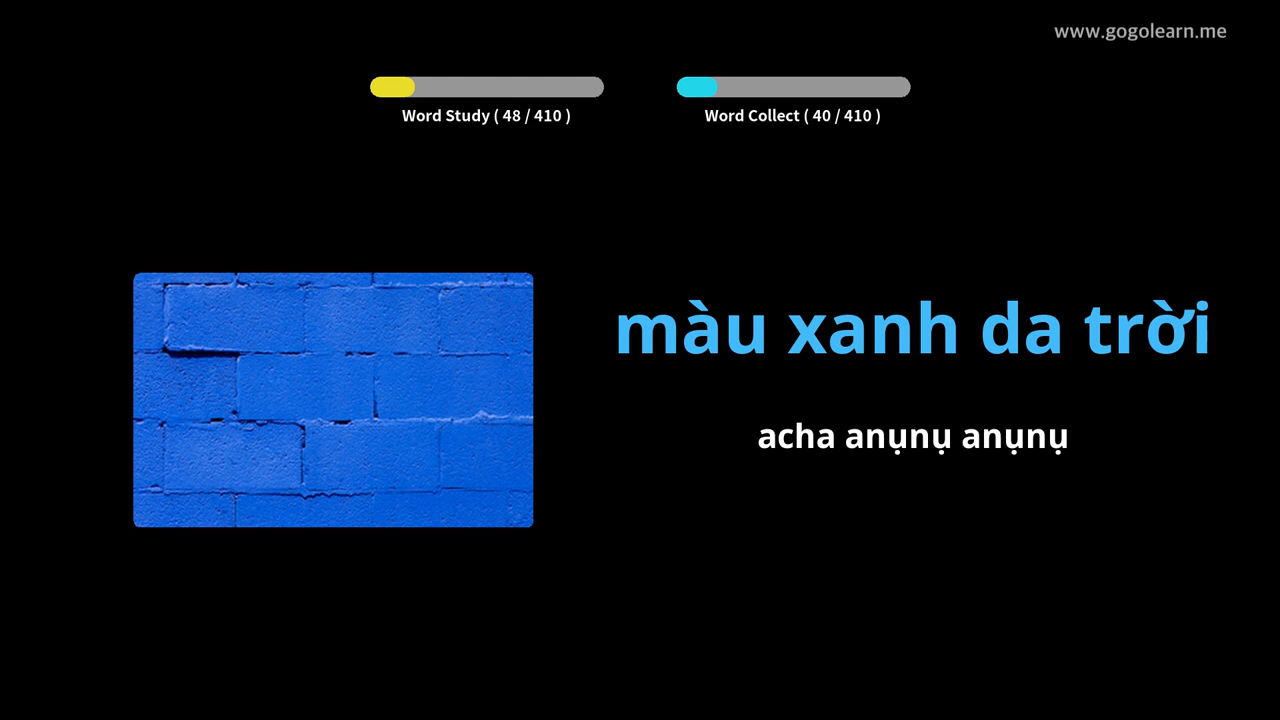 www.gogolearn.me
Word Study ( 48 / 410 )
Word Collect ( 40 / 410 )
màu xanh da trời
acha anụnụ anụnụ